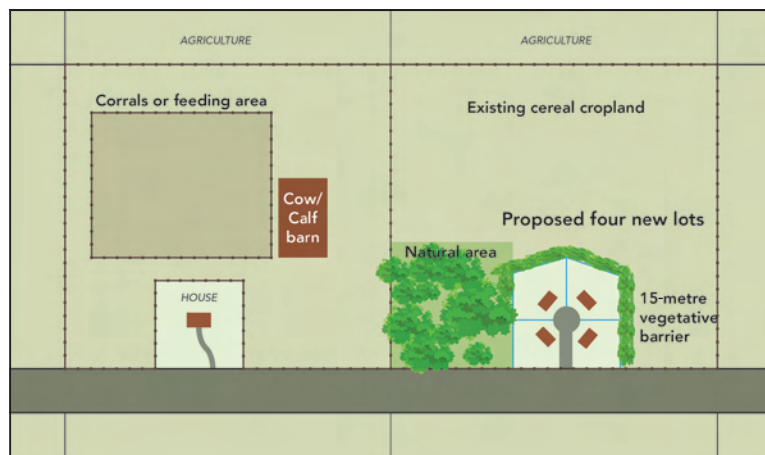 AGRICULTURE
AGRICULTURE
Corrals or feeding area
Existing cereal cropland
Cow/
Calf
barn
Proposed four new lots
Natural area
HOUSE
15-metre
vegetative
barrier